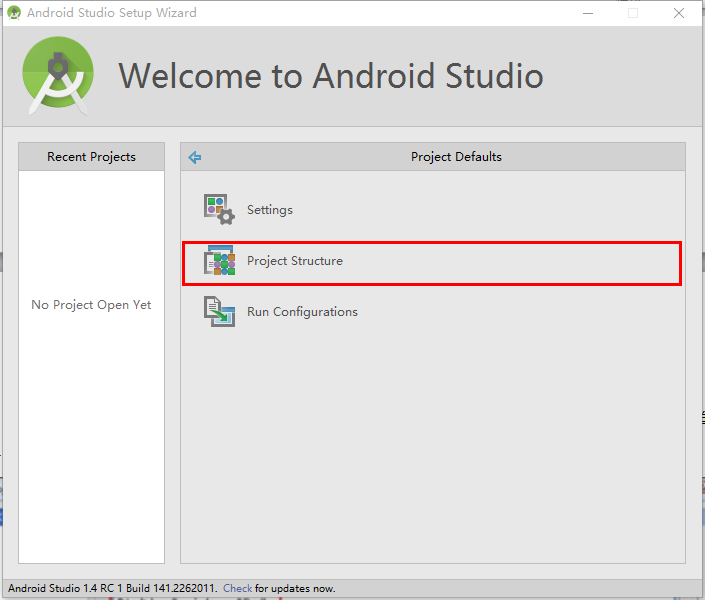 Android Studio Setup Wizard
Welcome to Android Studio
Recent Projects
Project Defaults
Settings
Project Structure
No Project Open Yet
Run Configurations
Android Studio 1.4 RC 1 Build 141.2262011. Check for updates now.